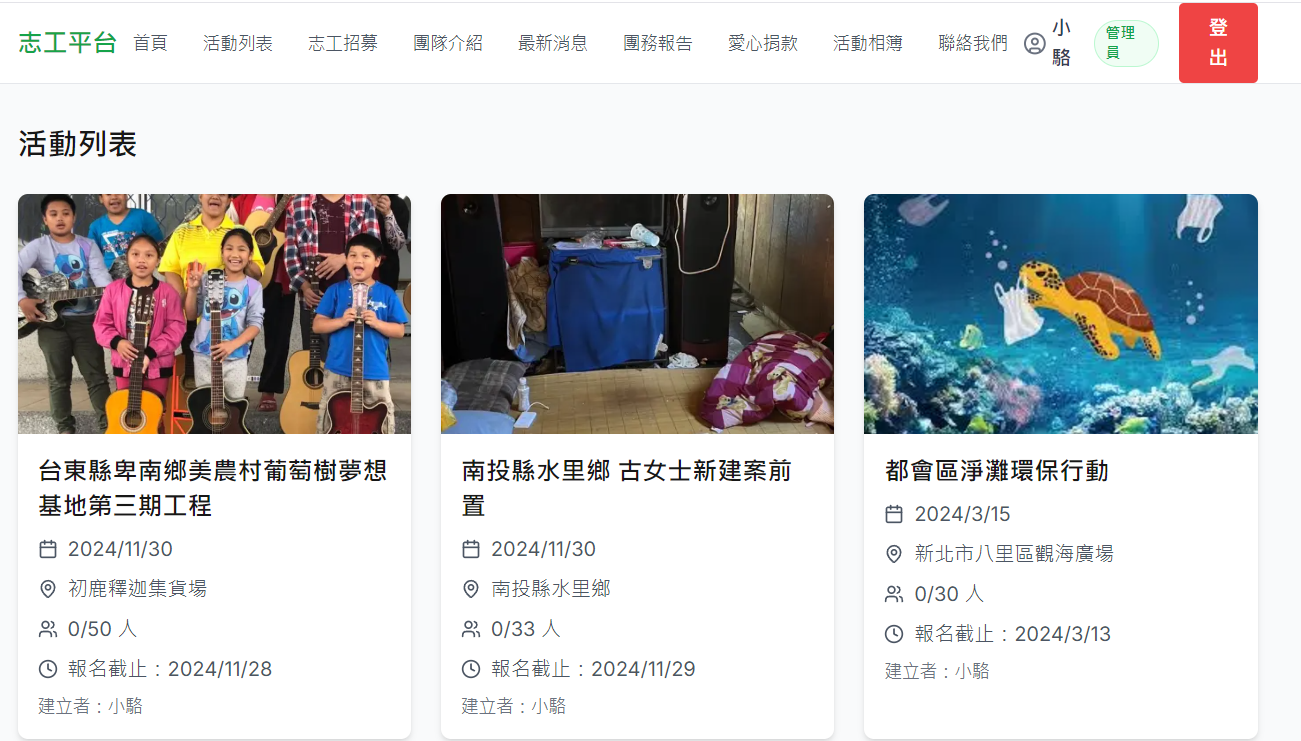 志工平台 首頁 活動列表 志工招募 團隊介紹 最新消息 團務報告 愛心捐款 活動相簿 聯絡我們
小
駱
管理
員
登
出
活動列表
台東縣卑南鄉美農村葡萄樹夢想
基地第三期工程
2024/11/30
初鹿釋迦集貨場
0/50 人
報名截止：2024/11/28
建立者：小駱
南投縣水里鄉 古女士新建案前
置
2024/11/30
南投縣水里鄉
0/33 人
報名截止：2024/11/29
建立者：小駱
都會區淨灘環保行動
2024/3/15
新北市八里區觀海廣場
0/30 人
報名截止：2024/3/13
建立者：小駱